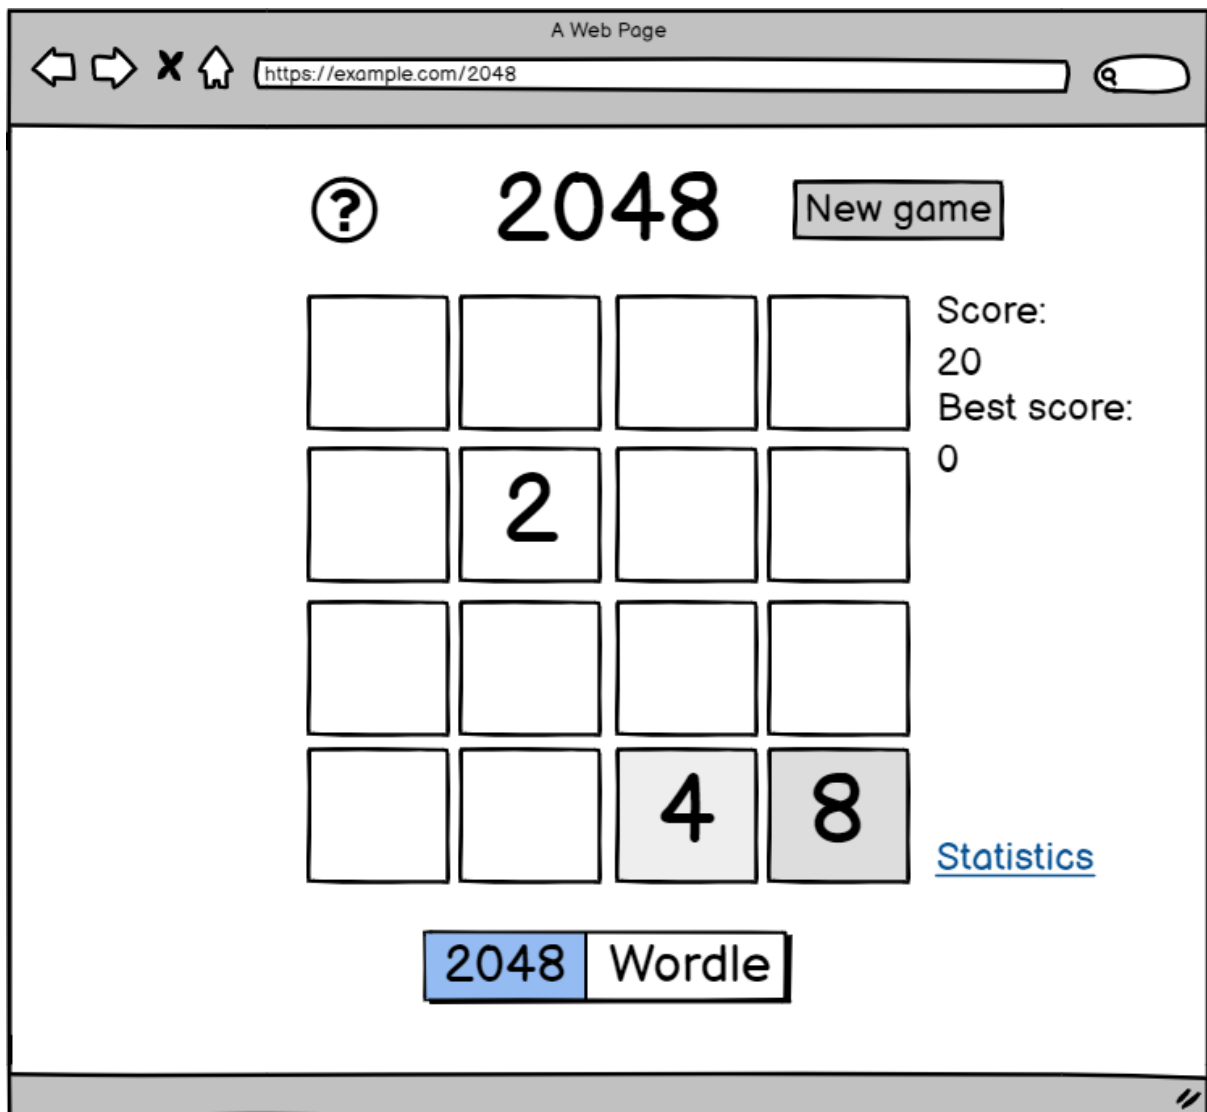 A Web Page
https://example.com/2048
?
2048
New game
Score:
20
Best score:
0
2
4 8
Statistics
2048 Wordle